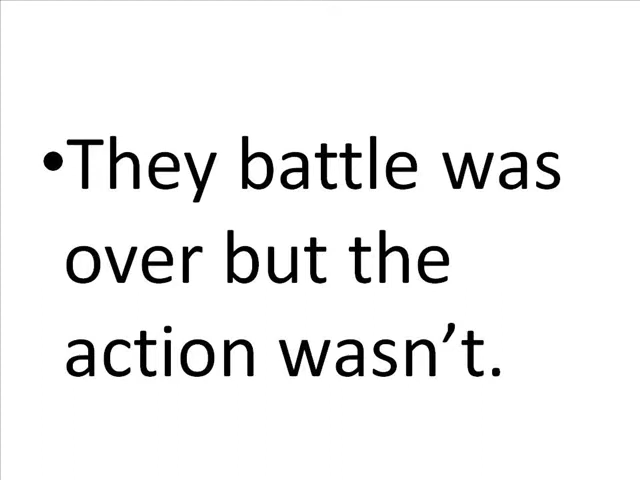 •They battle was
over but the
action wasn’t.